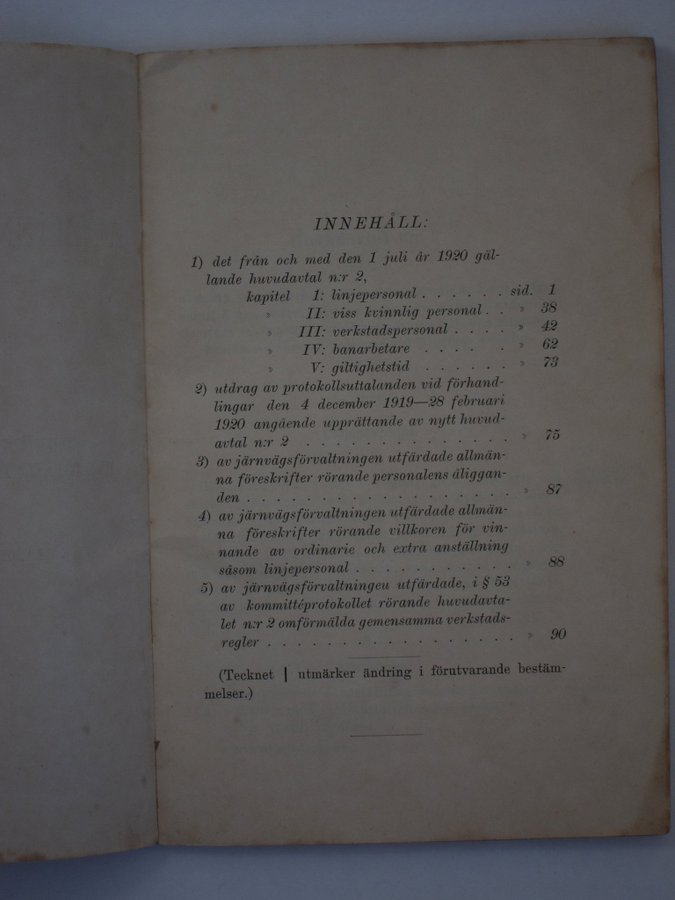 INNEHÅLL:
1) det från och med den 1 juli år 1920 gäl-
lande huvudavtal n:r 2,
kapitel I: linjepersonal . . . . . . sid. 1
» II: viss kvinnlig personal . . » 38
» III: verkstadspersonal . . . . » 42
» IV: banarbetare . . . . . » 62
» V: giltighetstid . . . . . . » 73
2) utdrag av protokollsuttalanden vid förhand-
lingar den 4 december 1919—28 februari
1920 angående upprättande av nytt huvud-
avtal n:r 2 . . . . . . . . . . . . . . » 75
3) av järnvägsförvaltningen utfärdade allmän-
na föreskrifter rörande personalens åliggan-
den . . . . . . . . . . . . . . . . . . » 87
4) av järnvägsförvaltningen utfärdade allmän-
na föreskrifter rörande villkoren för vin-
nande av ordinarie och extra anställning
såsom linjepersonal . . . . . . . . . . » 88
5) av järnvägsförvaltningeu utfärdade, i § 53
av kommittéprotokollet rörande huvudavta-
let n:r 2 omförmälda gemensamma verkstads-
regler . . . . . . . . . . . . . . . . . » 90
(Tecknet | utmärker ändring i förutvarande bestäm-
melser.)